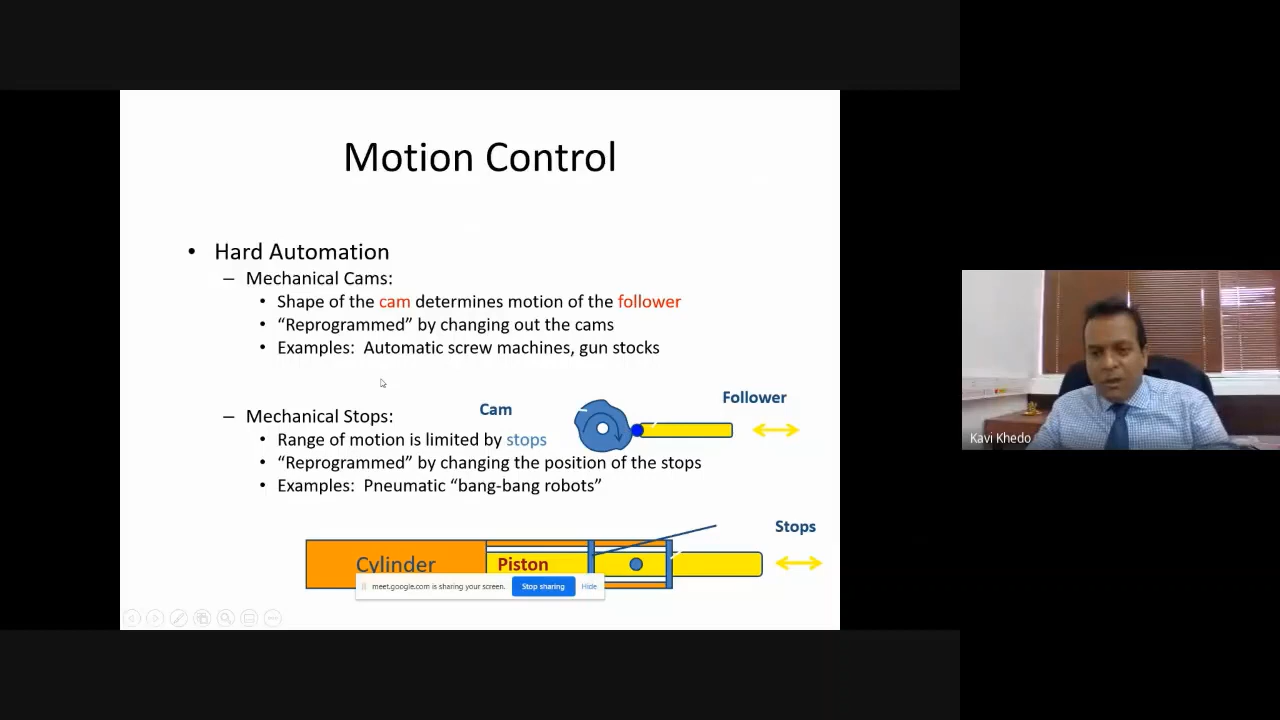 Motion Control
• Hard Automation
– Mechanical Cams:
• Shape of the cam determines motion of the follower
• “Reprogrammed” by changing out the cams
• Examples: Automatic screw machines, gun stocks
Cam
Follower
– Mechanical Stops:
• Range of motion is limited by stops
• “Reprogrammed” by changing the position of the stops
• Examples: Pneumatic “bang-bang robots”
Stops
Cylinder
Piston
meet.google.com is sharing your screen. Stop sharing Hide
Kavi Khedo